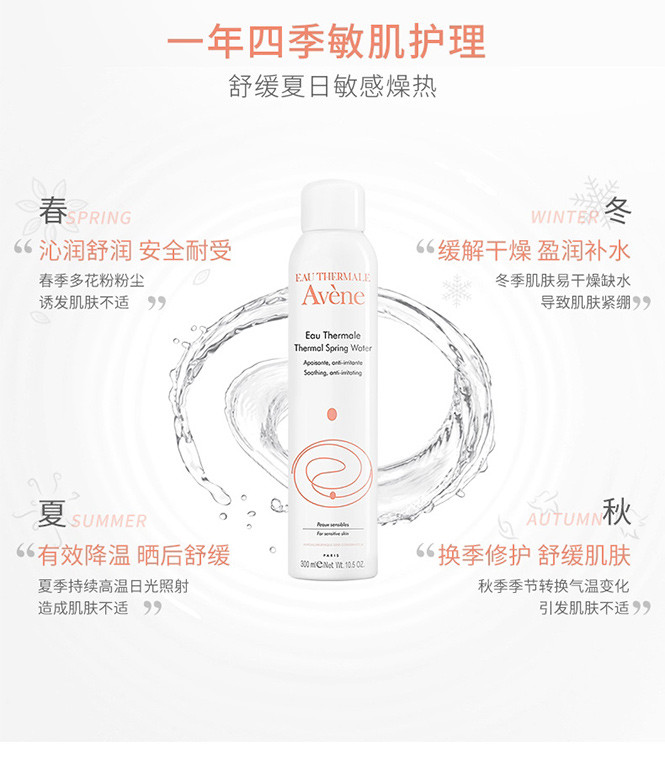 一年四季敏肌护理
舒缓夏日敏感燥热
春SPRING
“沁润舒润 安全耐受
春季多花粉粉尘
诱发肌肤不适 ”
WINTER冬
“缓解干燥 盈润补水
冬季肌肤易干燥缺水
导致肌肤紧绷”
EAU THERMALE
Avène
Eau Thermale
Thermal Spring Water
Apaisante, anti-irritante
Soothing, anti-irritating
夏SUMMER
“有效降温 晒后舒缓
夏季持续高温日光照射
造成肌肤不适 ”
AUTUMN秋
“换季修护 舒缓肌肤
秋季季节转换气温变化
引发肌肤不适”
Peaux sensibles
For sensitive skin
PARIS
300 ml℮Net Wt. 10.5 OZ.